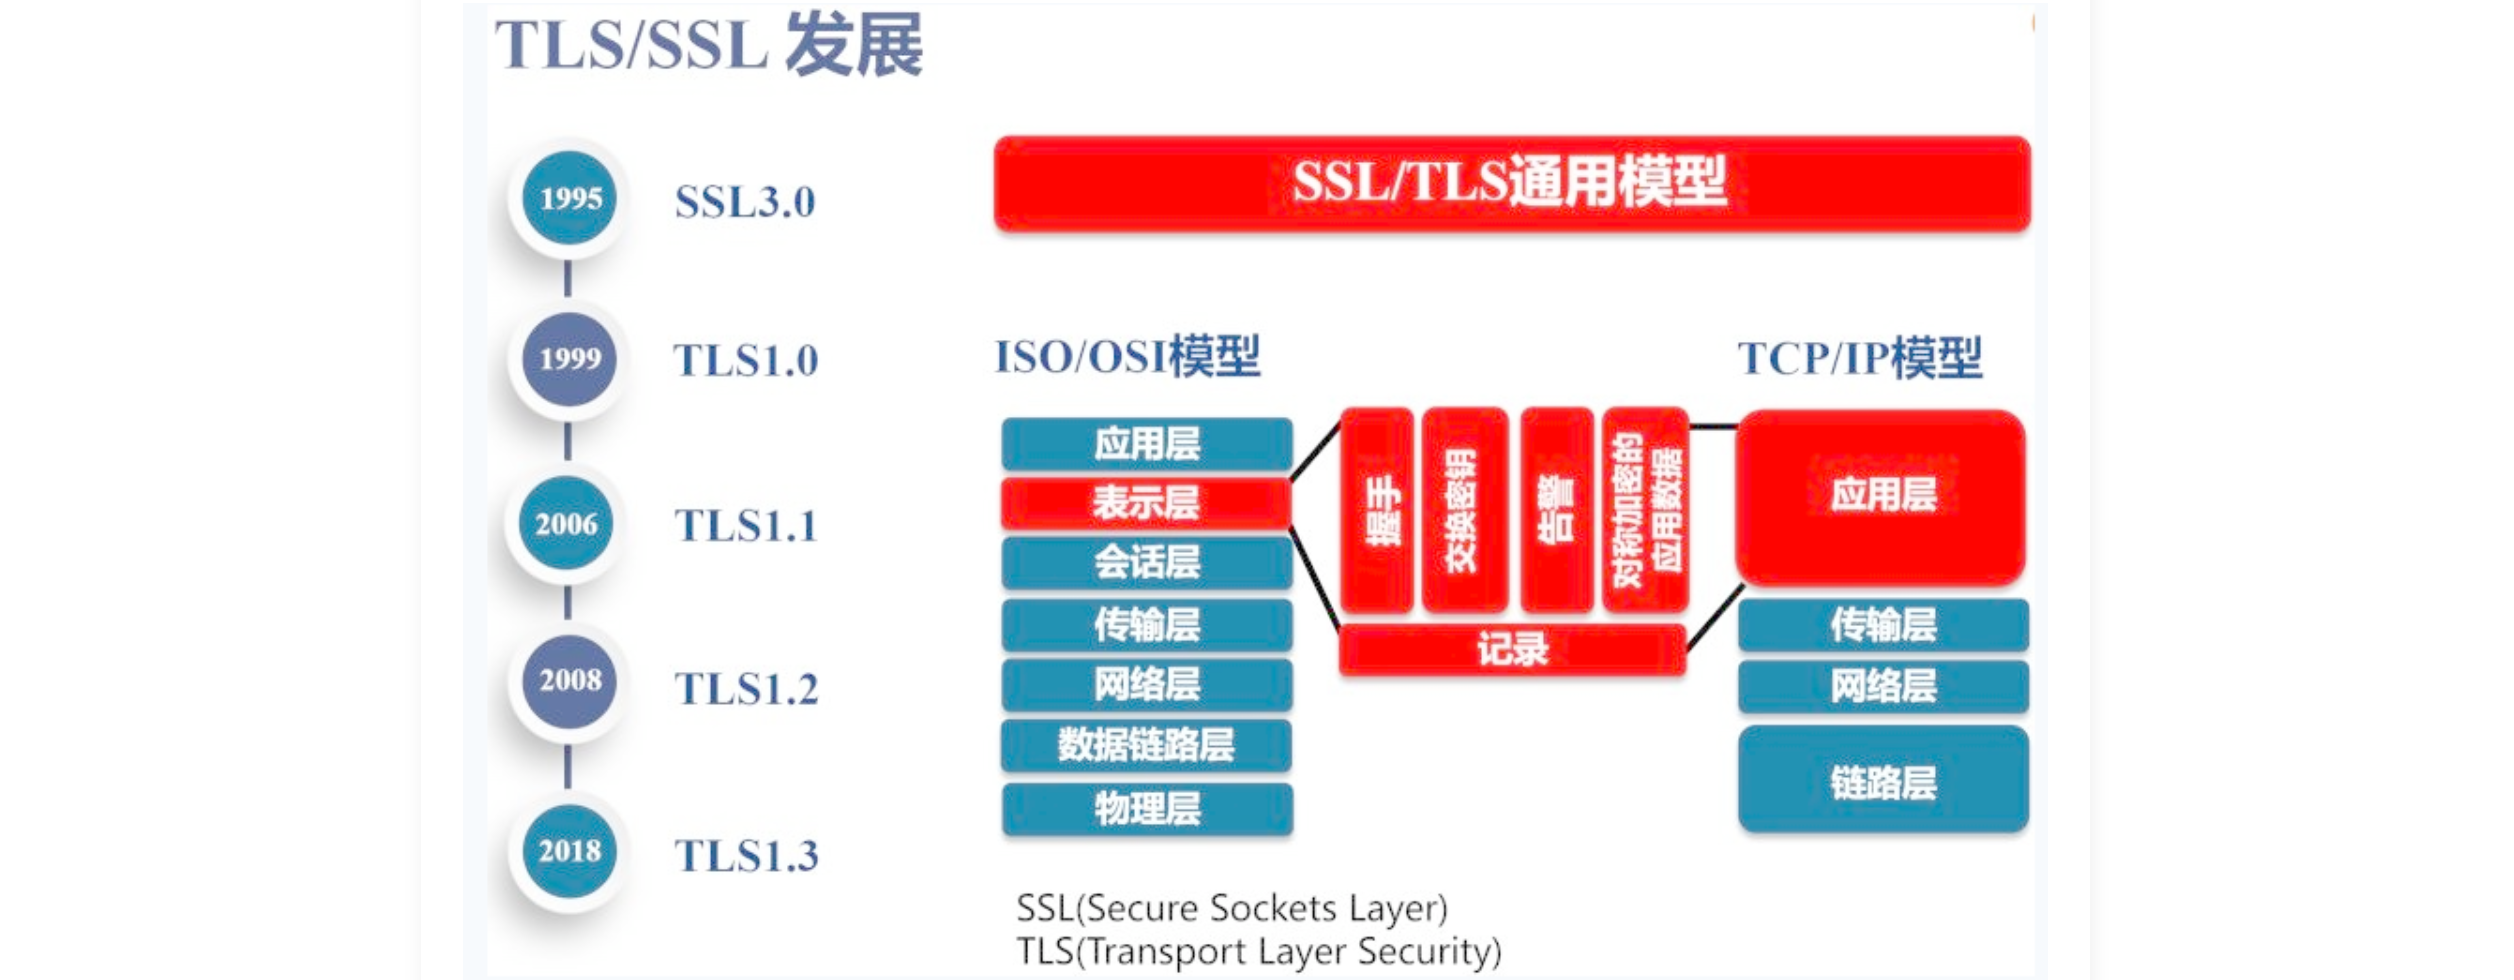 TLS/SSL 发展
1995
SSL3.0
1999
TLS1.0
2006
TLS1.1
2008
TLS1.2
2018
TLS1.3
SSL/TLS通用模型
ISO/OSI模型
应用层
表示层
会话层
传输层
网络层
数据链路层
物理层
握手
交换密钥
告警
对称加密的
应用数据
记录
TCP/IP模型
应用层
传输层
网络层
链路层
SSL(Secure Sockets Layer)
TLS(Transport Layer Security)